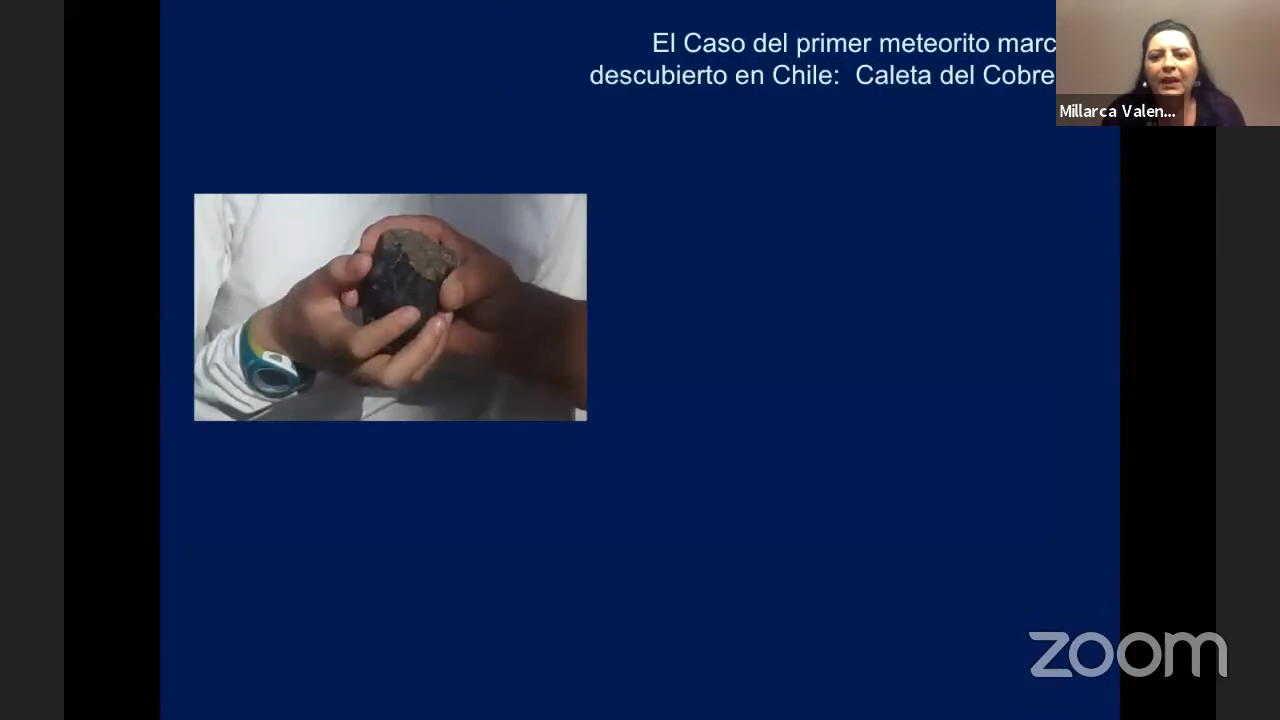 El Caso del primer meteorito marc
descubierto en Chile:  Caleta del Cobre
Millarca Valen...
zoom